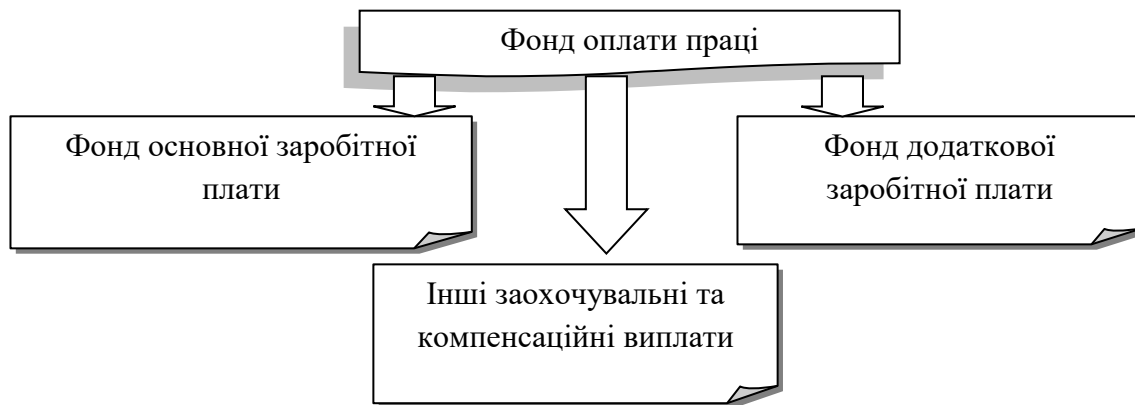 Фонд оплати праці
Фонд основної заробітної
плати
Фонд додаткової
заробітної плати
Інші заохочувальні та
компенсаційні виплати